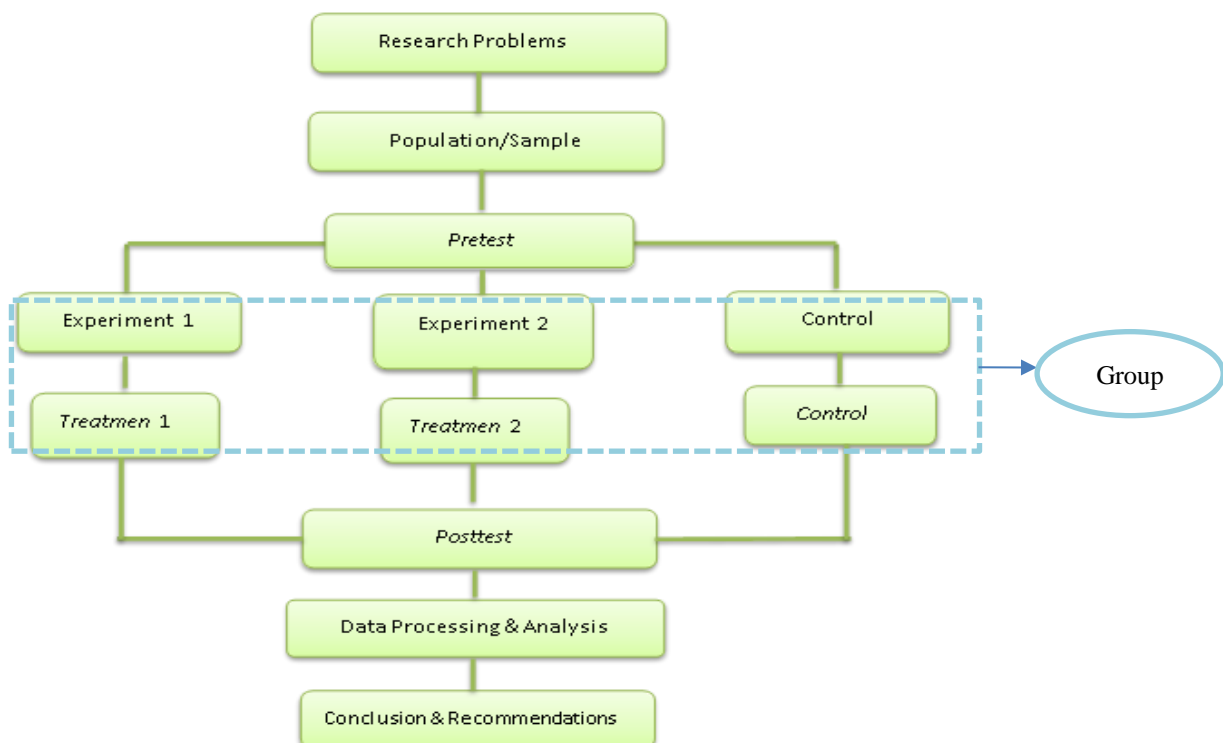 Research Problems
Population/Sample
Pretest
Experiment 1
Experiment 2
Control
Group
Treatmen 1
Treatmen 2
Control
Posttest
Data Processing & Analysis
Conclusion & Recommendations